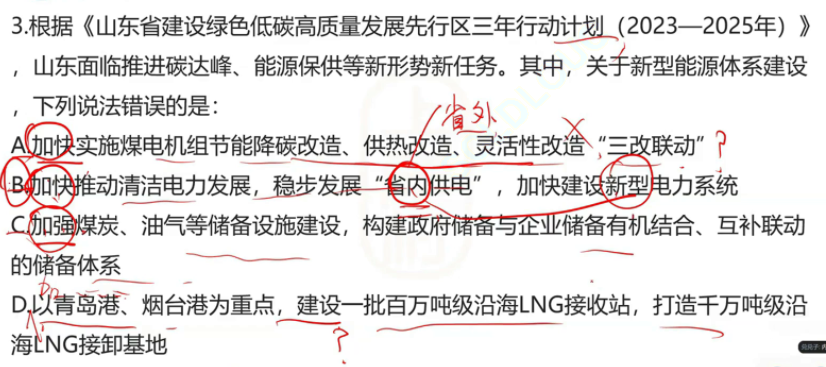 3.根据《山东省建设绿色低碳高质量发展先行区三年行动计划（2023—2025年）》
，山东面临推进碳达峰、能源保供等新形势新任务。其中，关于新型能源体系建设
，下列说法错误的是：
省外
A.加快实施煤电机组节能降碳改造、供热改造、灵活性改造“三改联动”？
B.加快推动清洁电力发展，稳步发展“省内供电”，加快建设新型电力系统
C.加强煤炭、油气等储备设施建设，构建政府储备与企业储备有机结合、互补联动
的储备体系
D.以青岛港、烟台港为重点，建设一批百万吨级沿海LNG接收站，打造千万吨级沿
海LNG接卸基地 ？